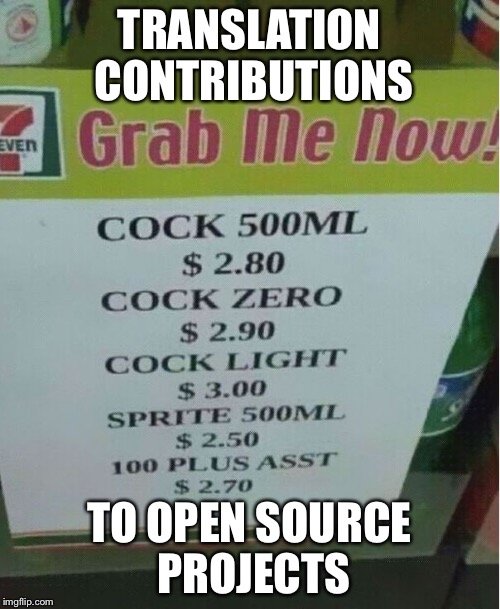 TRANSLATION
CONTRIBUTIONS
7
EVEn
Grab Me Now!
COCK 500ML
$ 2.80
COCK ZERO
$ 2.90
COCK LIGHT
$ 3.00
SPRITE 500ML
$ 2.50
100 PLUS ASST
$ 2.70
TO OPEN SOURCE
PROJECTS
imgflip.com